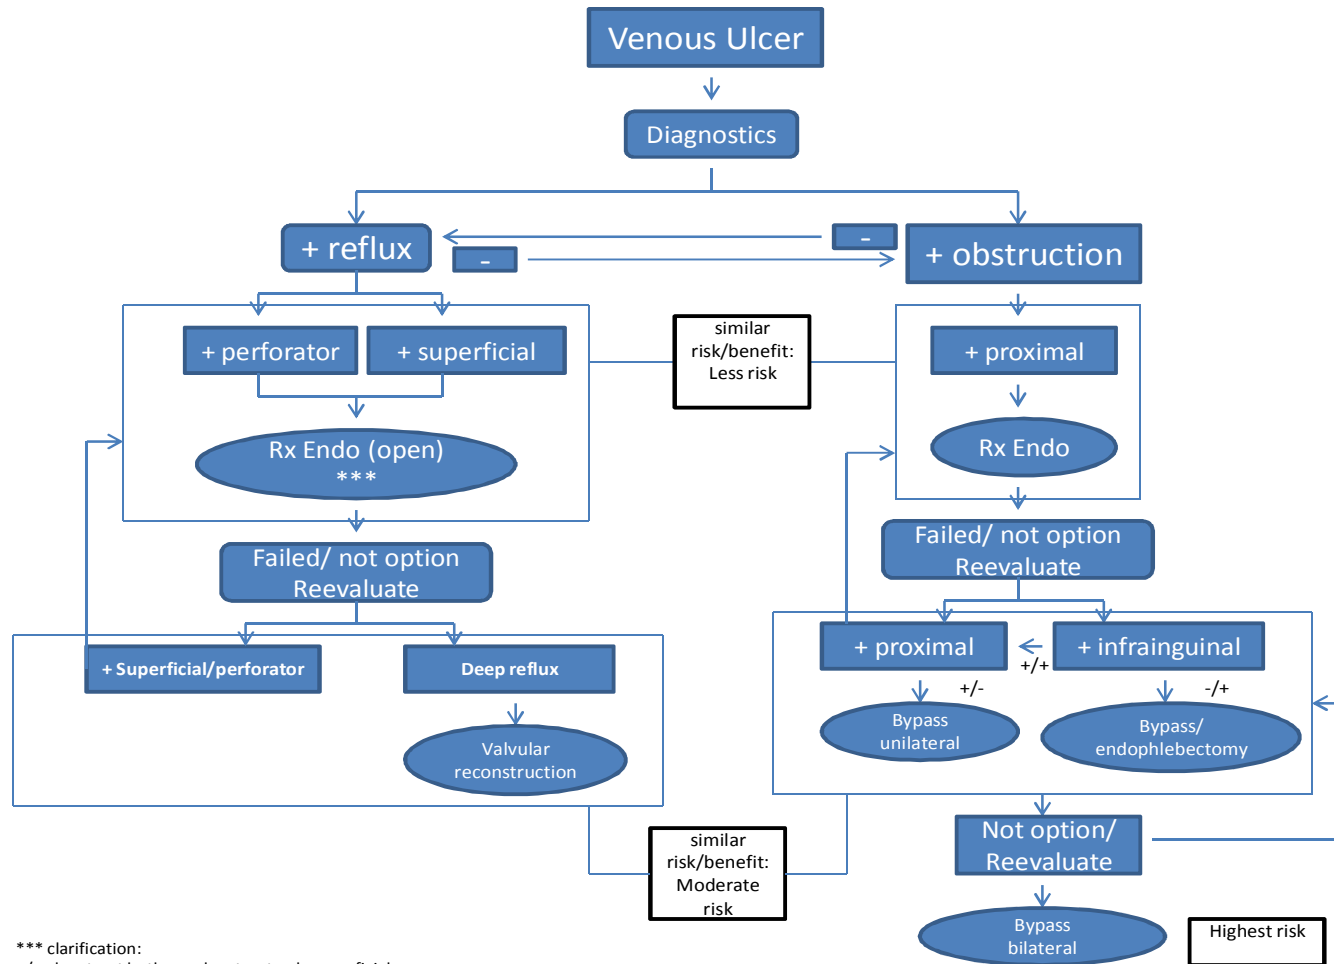 Venous Ulcer
Diagnostics
+ reflux
-
-
+ obstruction
+ perforator
+ superficial
similar
risk/benefit:
Less risk
+ proximal
Rx Endo (open)
***
Rx Endo
Failed/ not option
Reevaluate
Failed/ not option
Reevaluate
+ Superficial/perforator
Deep reflux
+ proximal
+/+
+ infrainguinal
+/-
-/+
Valvular
reconstruction
Bypass
unilateral
Bypass/
endophlebectomy
similar
risk/benefit:
Moderate
risk
Not option/
Reevaluate
Bypass
bilateral
Highest risk
*** clarification: